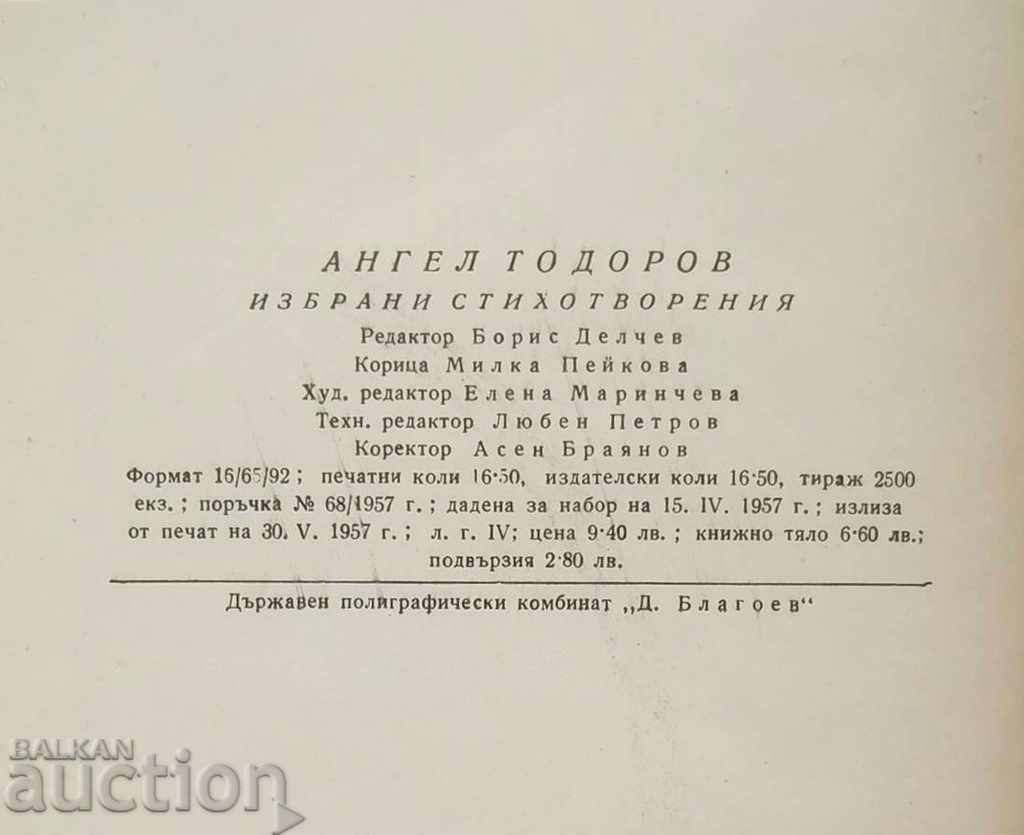 АНГЕЛ ТОДОРОВ
ИЗБРАНИ СТИХОТВОРЕНИЯ
Редактор Борис Делчев
Корица Милка Пейкова
Худ. редактор Елена Маринчева
Техн. редактор Любен Петров
Коректор Асен Браянов
Формат 16/65/92; печатни коли 16·50, издателски коли 16·50, тираж 2500
екз.; поръчка № 68/1957 г.; дадена за набор на 15. IV. 1957 г.; излиза
от печат на 30. V. 1957 г.; л. г. IV; цена 9·40 лв.; книжно тяло 6·60 лв.;
подвързия 2·80 лв.
Държавен полиграфически комбинат „Д. Благоев“
BALKAN
auction